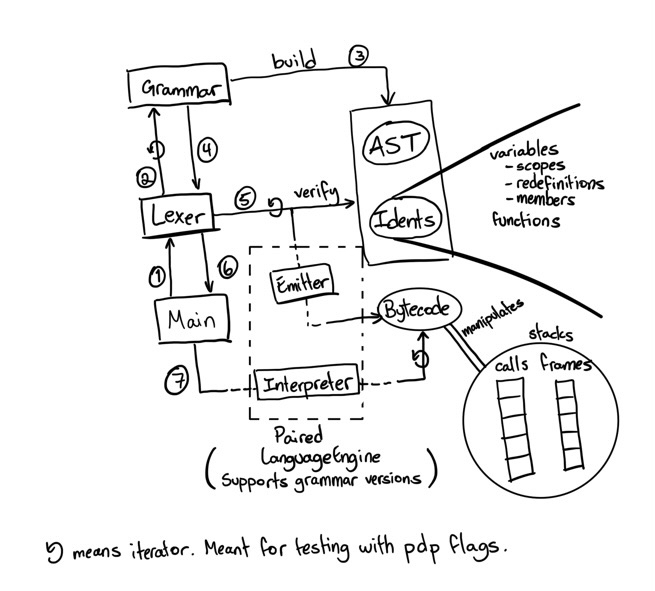 build
③
Grammar
②
④
AST
variables
- scopes
- redefinitions
- members
functions
Lexer
⑤
verify
Idents
①
⑥
Emitter
Main
Bytecode
manipulates
stacks
calls frames
⑦
Interpreter
Paired
LanguageEngine
(Supports grammar versions)
means iterator. Meant for testing with pdp flags.